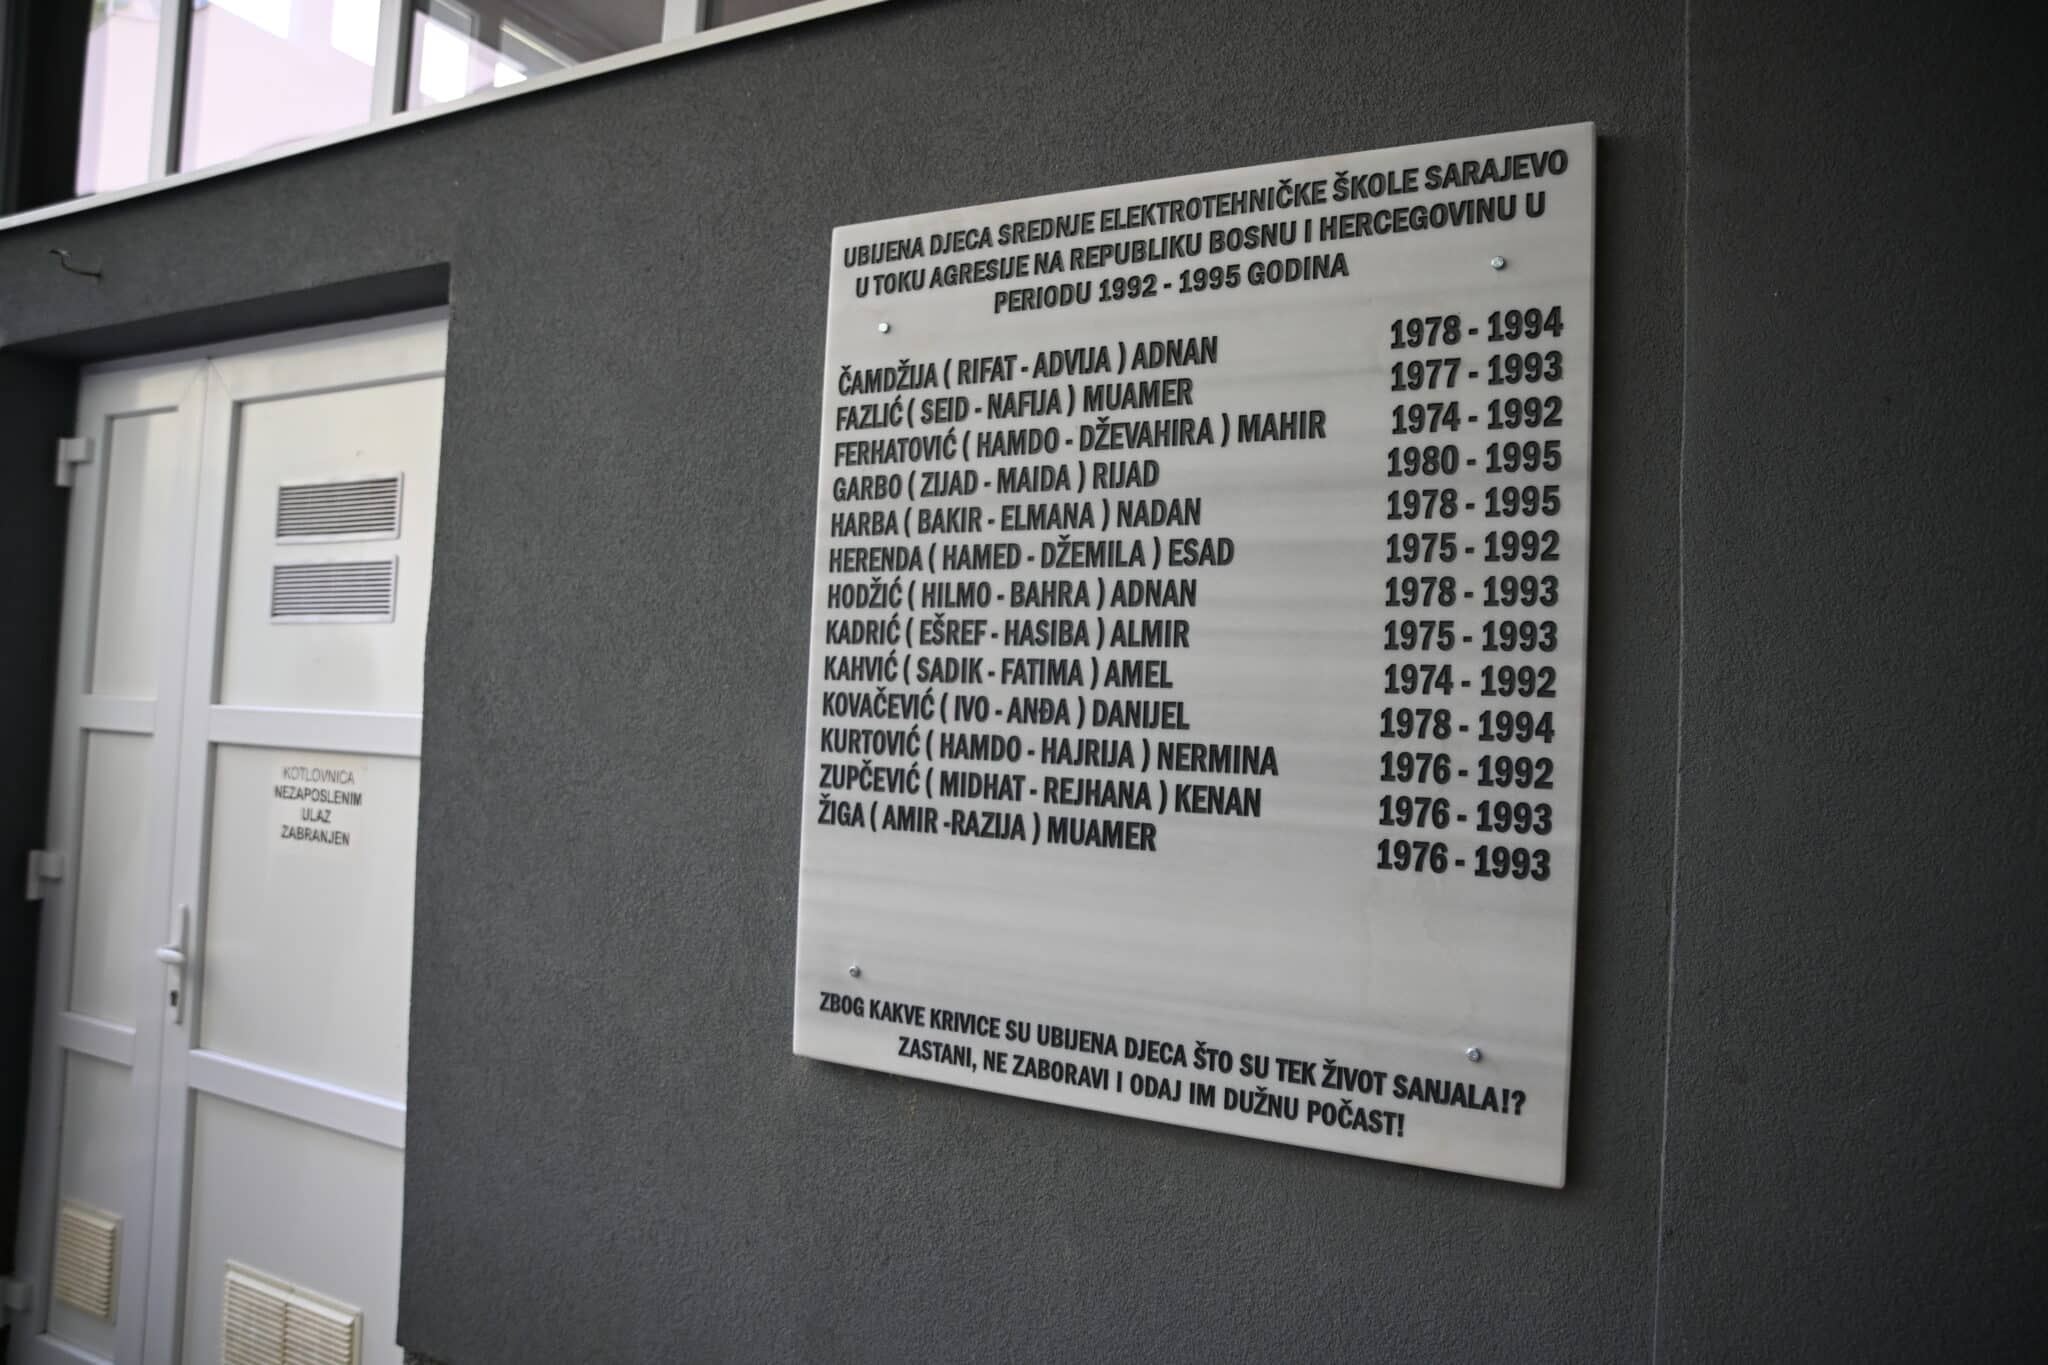 UBIJENA DJECA SREDNJE ELEKTROTEHNIČKE ŠKOLE SARAJEVO
U TOKU AGRESIJE NA REPUBLIKU BOSNU I HERCEGOVINU U
PERIODU 1992 - 1995 GODINA
ČAMDŽIJA ( RIFAT - ADVIJA ) ADNAN 1978 - 1994
FAZLIĆ ( SEID - NAFIJA ) MUAMER 1977 - 1993
FERHATOVIĆ ( HAMDO - DŽEVAHIRA ) MAHIR 1974 - 1992
GARBO ( ZIJAD - MAIDA ) RIJAD 1980 - 1995
HARBA ( BAKIR - ELMANA ) NADAN 1978 - 1995
HERENDA ( HAMED - DŽEMILA ) ESAD 1975 - 1992
HODŽIĆ ( HILMO - BAHRA ) ADNAN 1978 - 1993
KADRIĆ ( EŠREF - HASIBA ) ALMIR 1975 - 1993
KAHVIĆ ( SADIK - FATIMA ) AMEL 1974 - 1992
KOVAČEVIĆ ( IVO - ANĐA ) DANIJEL 1978 - 1994
KURTOVIĆ ( HAMDO - HAJRIJA ) NERMINA 1976 - 1992
ZUPČEVIĆ ( MIDHAT - REJHANA ) KENAN 1976 - 1993
ŽIGA ( AMIR -RAZIJA ) MUAMER 1976 - 1993
ZBOG KAKVE KRIVICE SU UBIJENA DJECA ŠTO SU TEK ŽIVOT SANJALA!?
ZASTANI, NE ZABORAVI I ODAJ IM DUŽNU POČAST!
KOTLOVNICA
NEZAPOSLENIM
ULAZ
ZABRANJEN